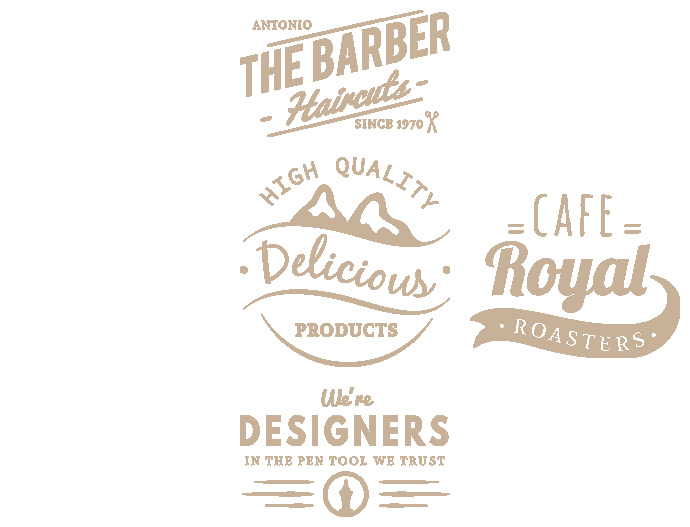 ANTONIO
THE BARBER
- Haircuts -
SINCE 1970
HIGH QUALITY
Delicious
PRODUCTS
= CAFE =
Royal
· ROASTERS ·
We're
DESIGNERS
IN THE PEN TOOL WE TRUST